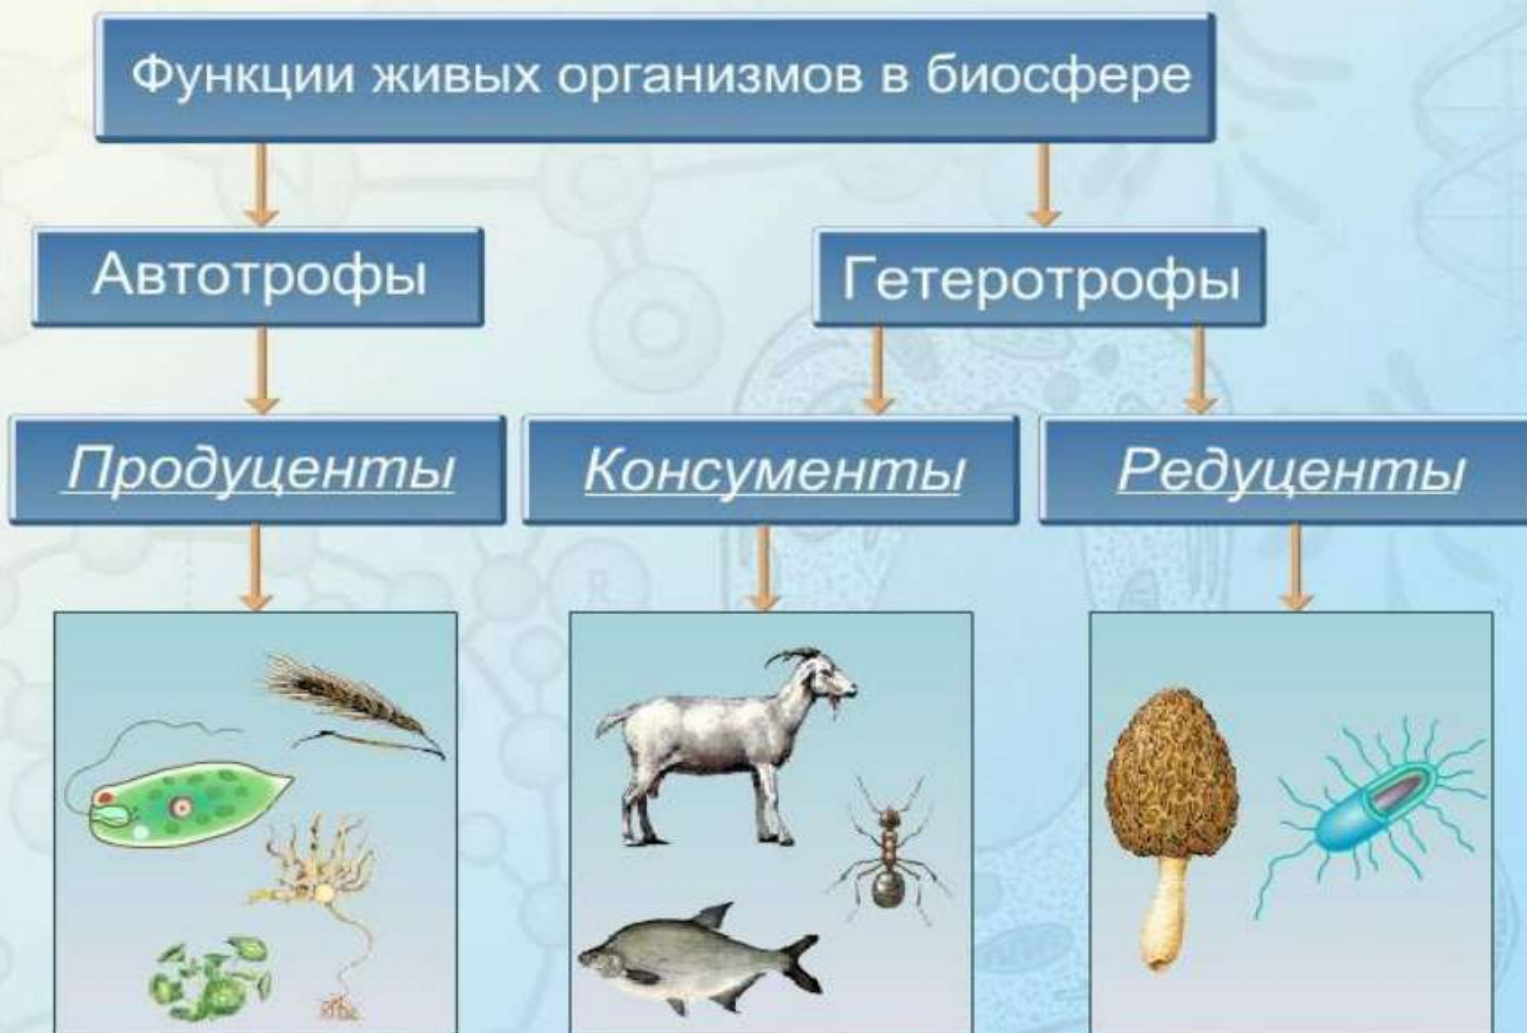 Функции живых организмов в биосфере
Автотрофы
Гетеротрофы
Продуценты
Консументы
Редуценты